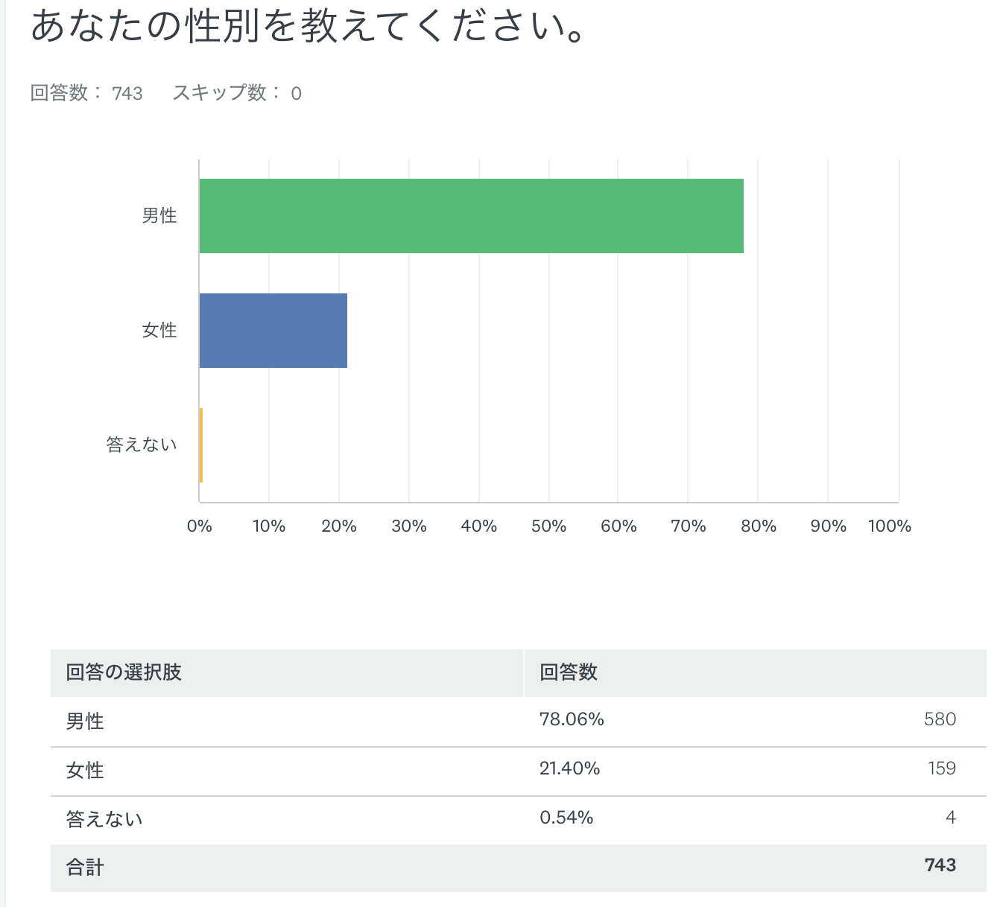 あなたの性別を教えてください。
回答数： 743 スキップ数： 0
男性
女性
答えない
0% 10% 20% 30% 40% 50% 60% 70% 80% 90% 100%
回答の選択肢 回答数
男性 78.06% 580
女性 21.40% 159
答えない 0.54% 4
合計 743